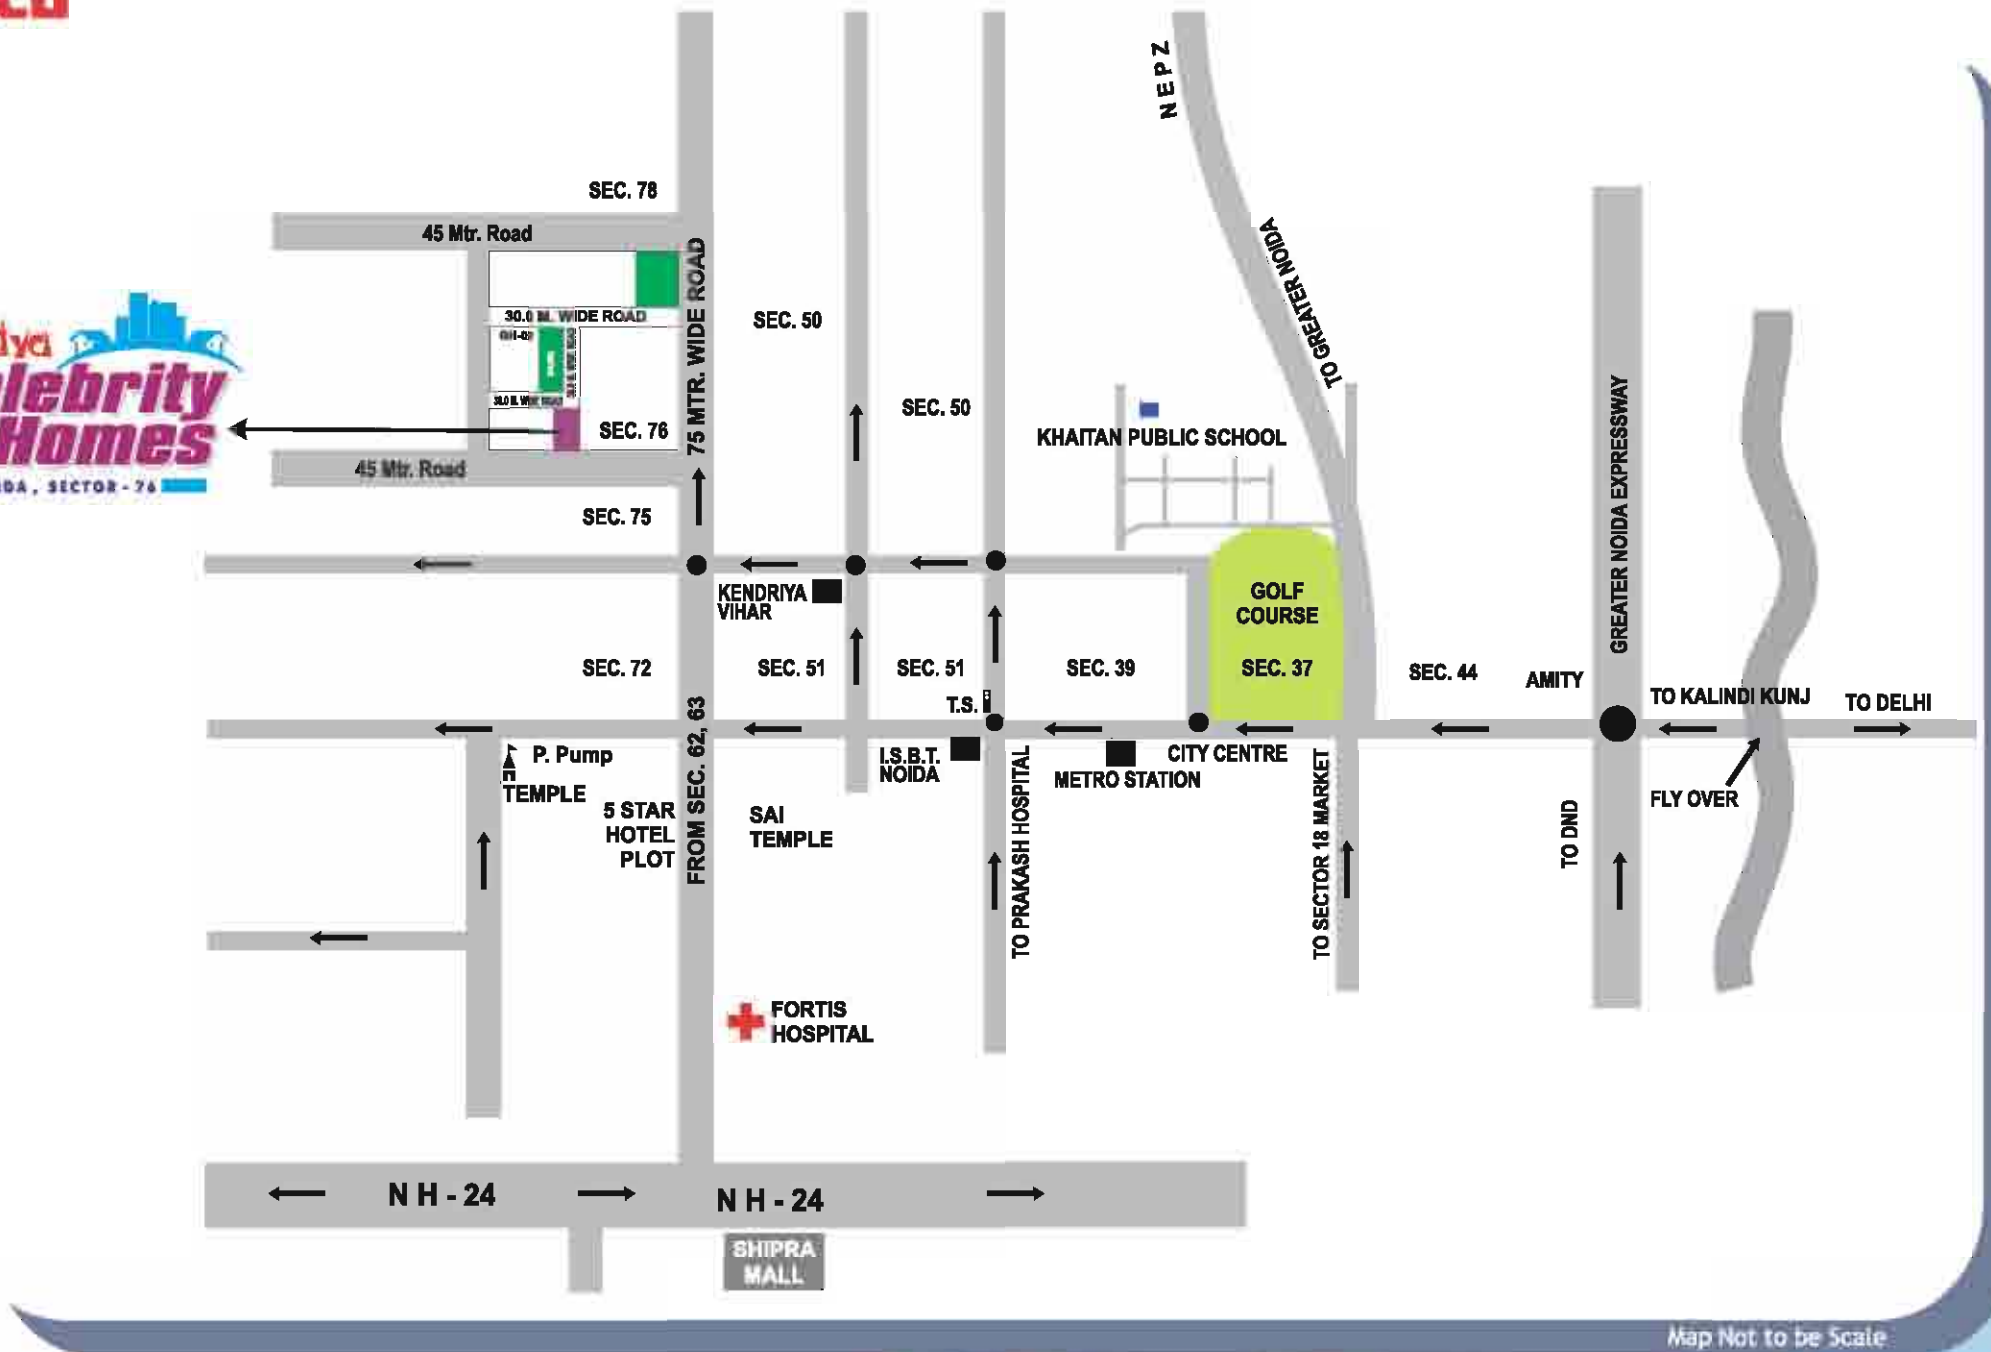 NEPZ
SEC. 78
45 Mtr. Road
75 MTR. WIDE ROAD
30.0 M. WIDE ROAD
SEC. 50
TO GREATER NOIDA
GREATER NOIDA EXPRESSWAY
SEC. 50
KHAITAN PUBLIC SCHOOL
SEC. 76
lebrity
Homes
SECTOR - 76
45 Mtr. Road
SEC. 75
KENDRIYA
VIHAR
GOLF
COURSE
SEC. 72
SEC. 51
SEC. 51
SEC. 39
SEC. 37
SEC. 44
AMITY
T.S.
TO KALINDI KUNJ
TO DELHI
P. Pump
TEMPLE
I.S.B.T.
NOIDA
METRO STATION
CITY CENTRE
FLY OVER
5 STAR
HOTEL
PLOT
FROM SEC. 62, 63
SAI
TEMPLE
TO PRAKASH HOSPITAL
TO SECTOR 18 MARKET
TO DND
FORTIS
HOSPITAL
N H - 24
N H - 24
SHIPRA
MALL
Map Not to be Scale